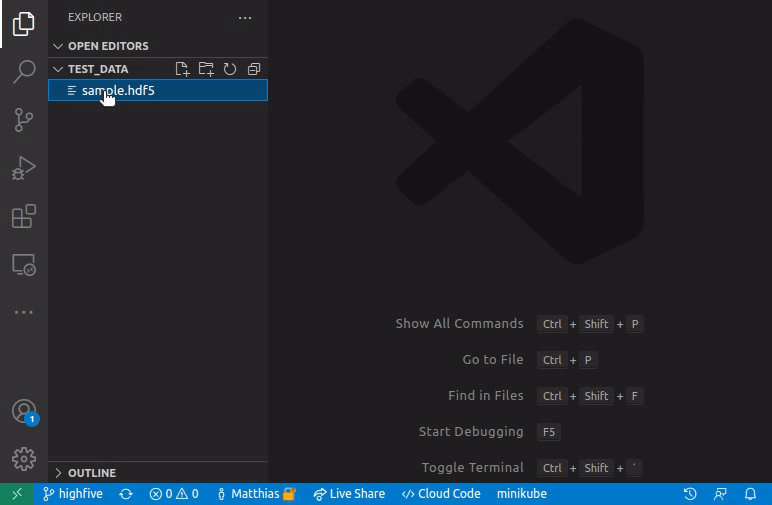 EXPLORER
OPEN EDITORS
TEST_DATA
sample.hdf5
Show All Commands Ctrl + Shift + P
Go to File Ctrl + P
Find in Files Ctrl + Shift + F
Start Debugging F5
Toggle Terminal Ctrl + Shift + ´
1
OUTLINE
highfive 0 0 Matthias Live Share Cloud Code minikube